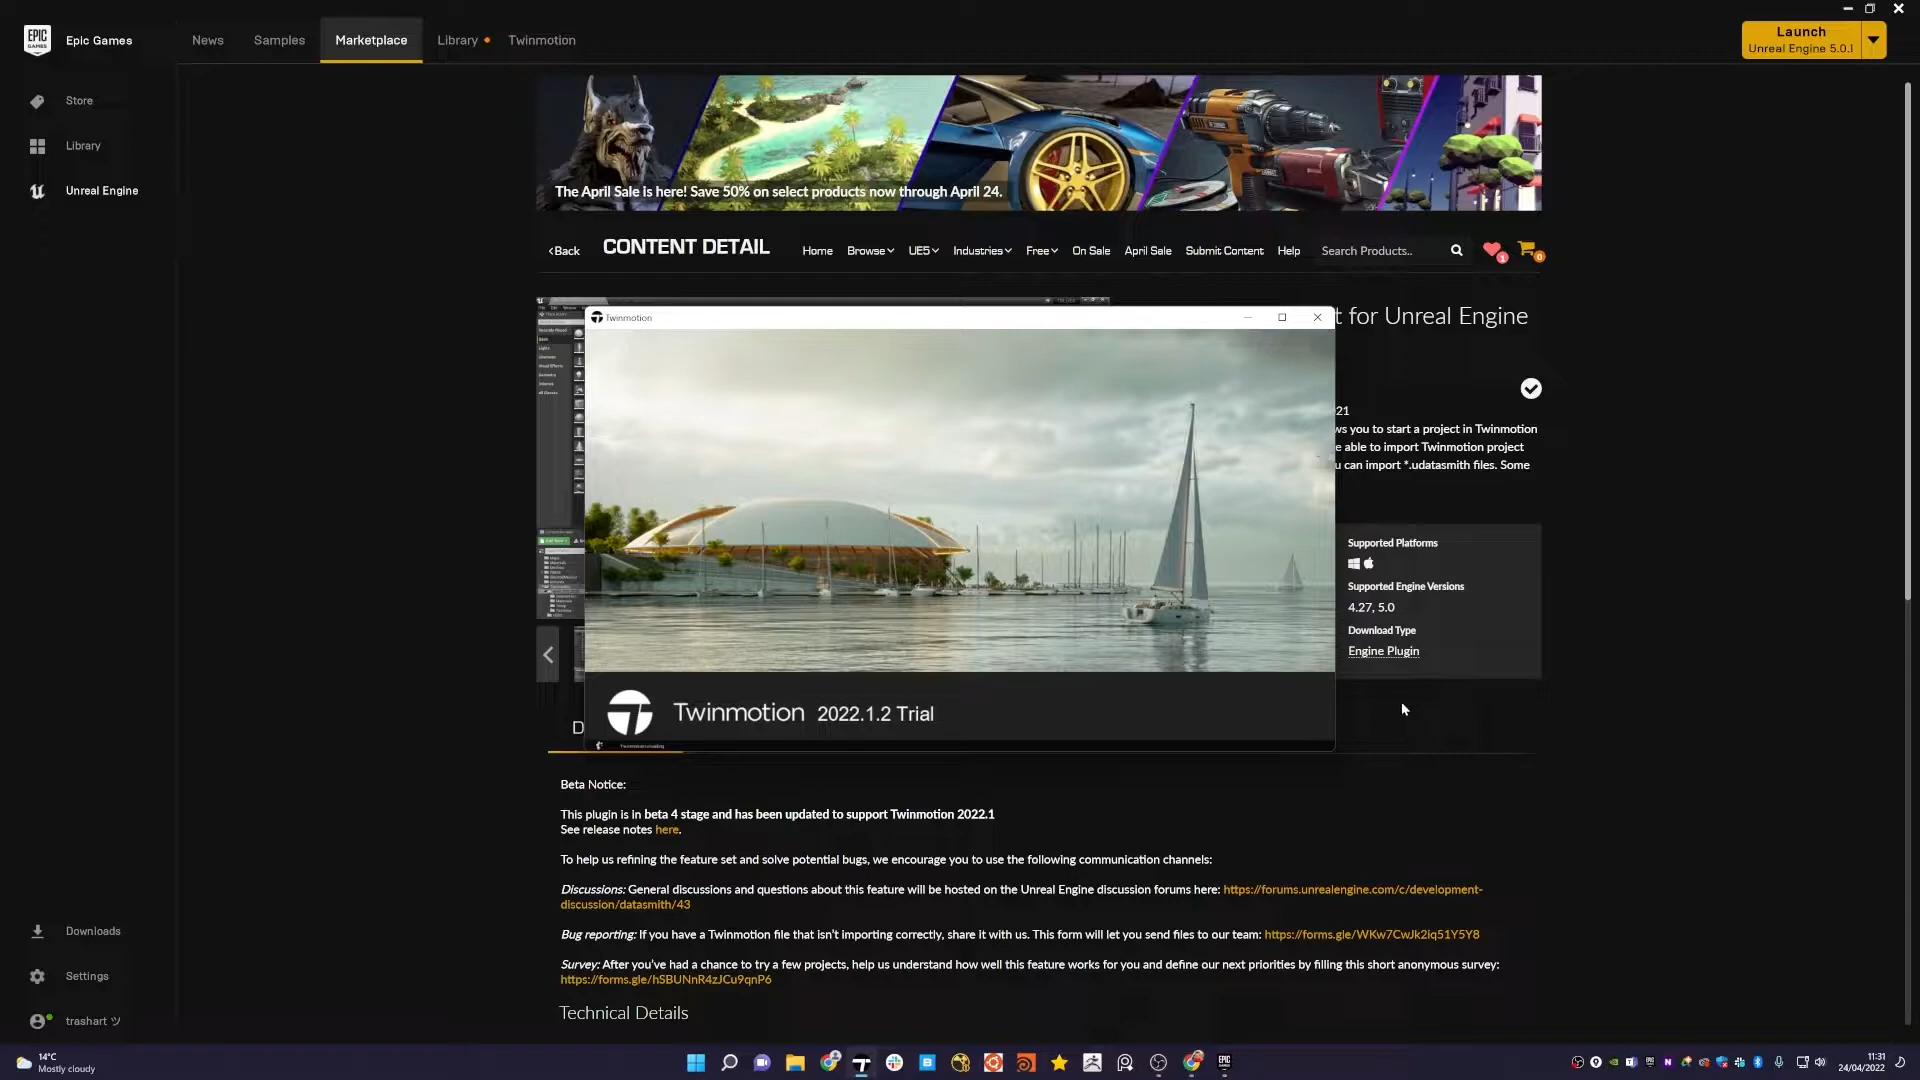 EPIC GAMES
Epic Games
News
Samples
Marketplace
Library
Twinmotion
Launch
Unreal Engine 5.0.1
Store
Library
Unreal Engine
The April Sale is here! Save 50% on select products now through April 24.
<Back
CONTENT DETAIL
Home
Browse
UE5
Industries
Free
On Sale
April Sale
Submit Content
Help
Search Products..
1
0
Twinmotion
t for Unreal Engine
21
ws you to start a project in Twinmotion
e able to import Twinmotion project
u can import *.udatasmith files. Some
Supported Platforms
Supported Engine Versions
4.27, 5.0
Download Type
Engine Plugin
Twinmotion 2022.1.2 Trial
D
Beta Notice:
This plugin is in beta 4 stage and has been updated to support Twinmotion 2022.1
See release notes here.
To help us refining the feature set and solve potential bugs, we encourage you to use the following communication channels:
Discussions: General discussions and questions about this feature will be hosted on the Unreal Engine discussion forums here: https://forums.unrealengine.com/c/development-
discussion/datasmith/43
Bug reporting: If you have a Twinmotion file that isn't importing correctly, share it with us. This form will let you send files to our team: https://forms.gle/WKw7CwJk2iq51Y5Y8
Survey: After you've had a chance to try a few projects, help us understand how well this feature works for you and define our next priorities by filling this short anonymous survey:
https://forms.gle/hSBUNnR4zJCu9qnP6
Technical Details
Downloads
Settings
trashart ツ
14°C
Mostly cloudy
11:31
24/04/2022